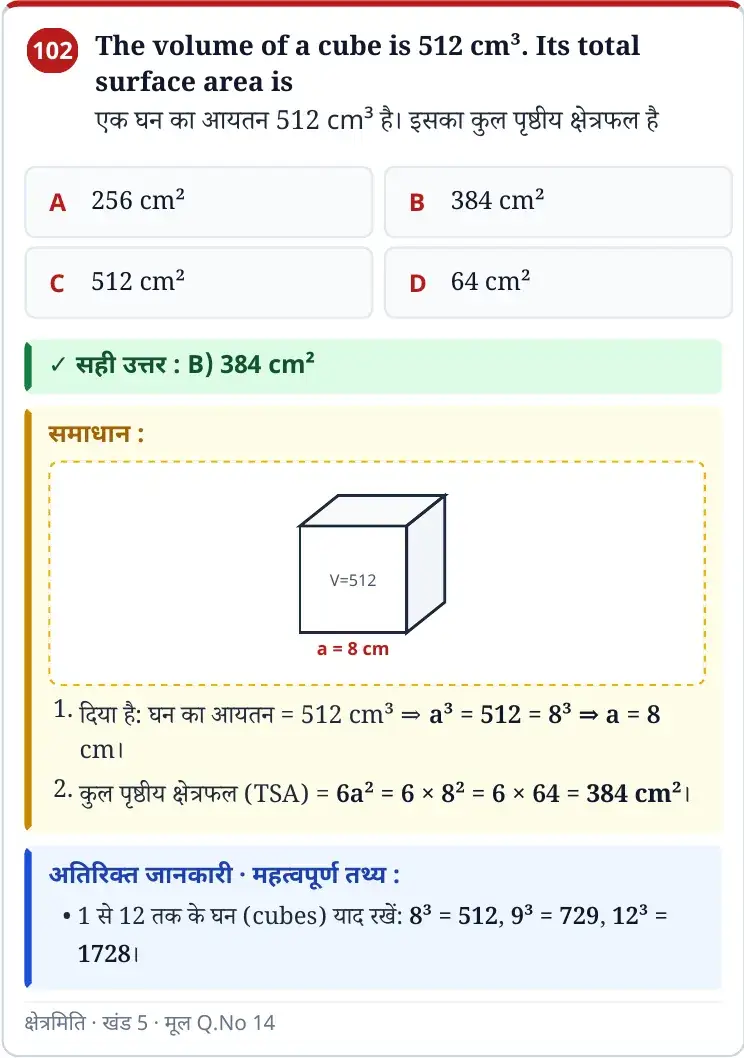 102
The volume of a cube is 512 cm³. Its total
surface area is
एक घन का आयतन 512 cm³ है। इसका कुल पृष्ठीय क्षेत्रफल है
A 256 cm²
B 384 cm²
C 512 cm²
D 64 cm²
✓ सही उत्तर : B) 384 cm²
समाधान :
V=512
a = 8 cm
1. दिया है: घन का आयतन = 512 cm³ ⇒ a³ = 512 = 8³ ⇒ a = 8
cm।
2. कुल पृष्ठीय क्षेत्रफल (TSA) = 6a² = 6 × 8² = 6 × 64 = 384 cm²।
अतिरिक्त जानकारी · महत्वपूर्ण तथ्य :
• 1 से 12 तक के घन (cubes) याद रखें: 8³ = 512, 9³ = 729, 12³ =
1728।
क्षेत्रमिति · खंड 5 · मूल Q.No 14